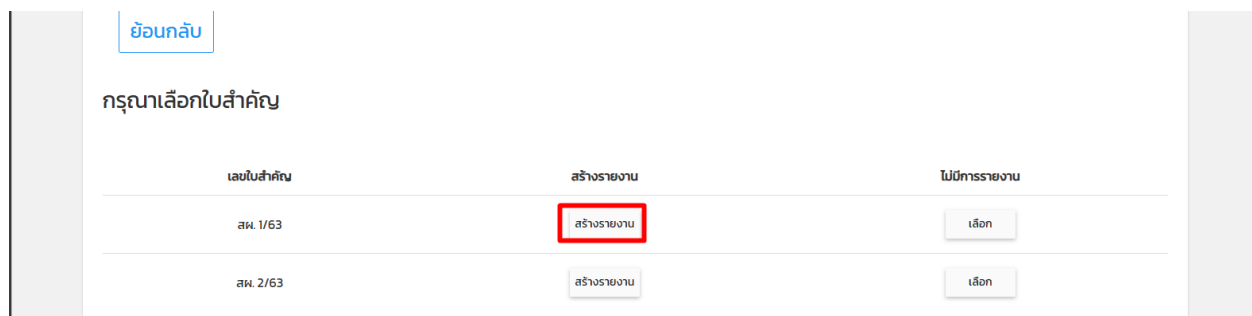 ย้อนกลับ
กรุณาเลือกใบสำคัญ
เลขใบสำคัญ สร้างรายงาน ไม่มีการรายงาน
สผ. 1/63 สร้างรายงาน เลือก
สผ. 2/63 สร้างรายงาน เลือก